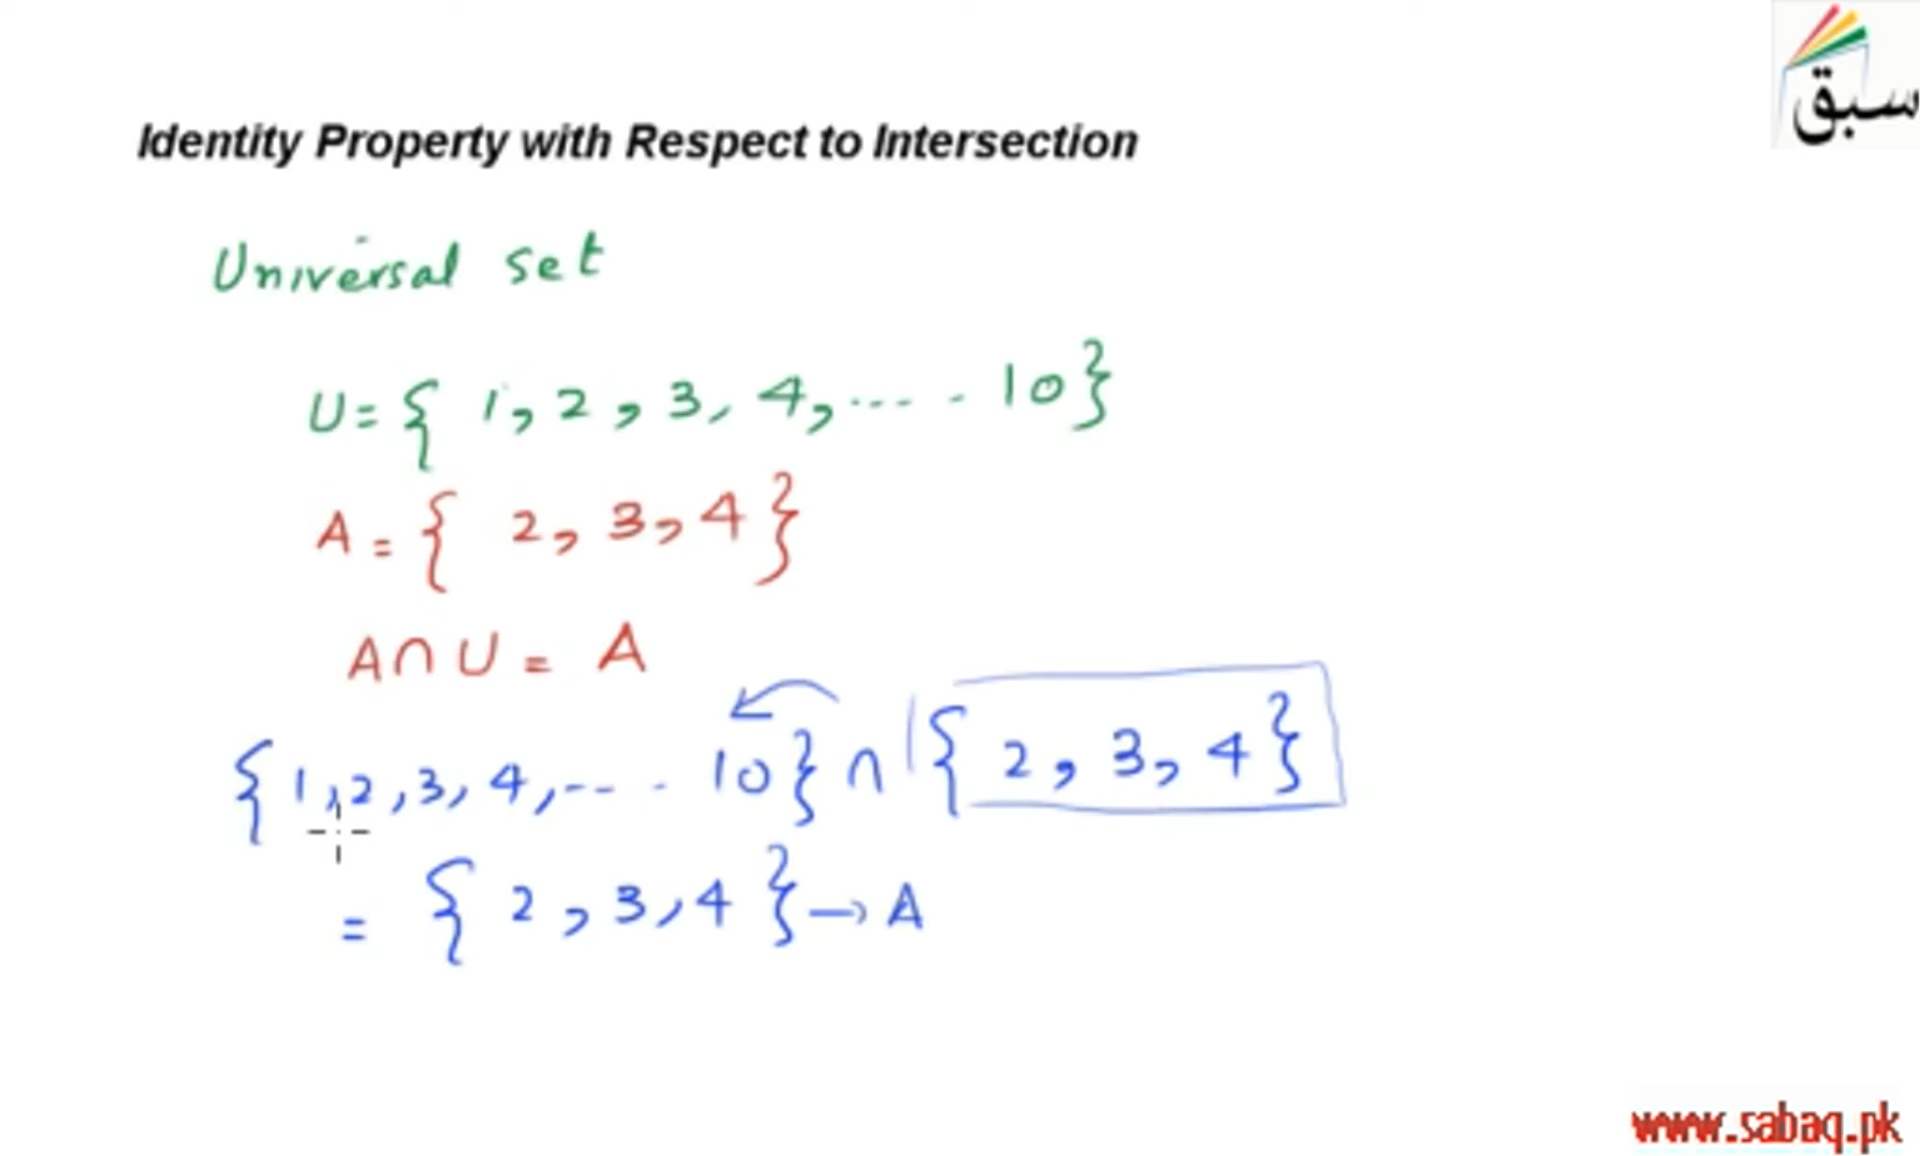 سبق
Identity Property with Respect to Intersection
Universal set
U = { 1, 2, 3, 4, ..... 10}
A = { 2, 3, 4 }
A ∩ U = A
{ 1, 2, 3, 4, ---- 10} ∩ { 2, 3, 4 }
= { 2, 3, 4 } → A
www.sabaq.pk